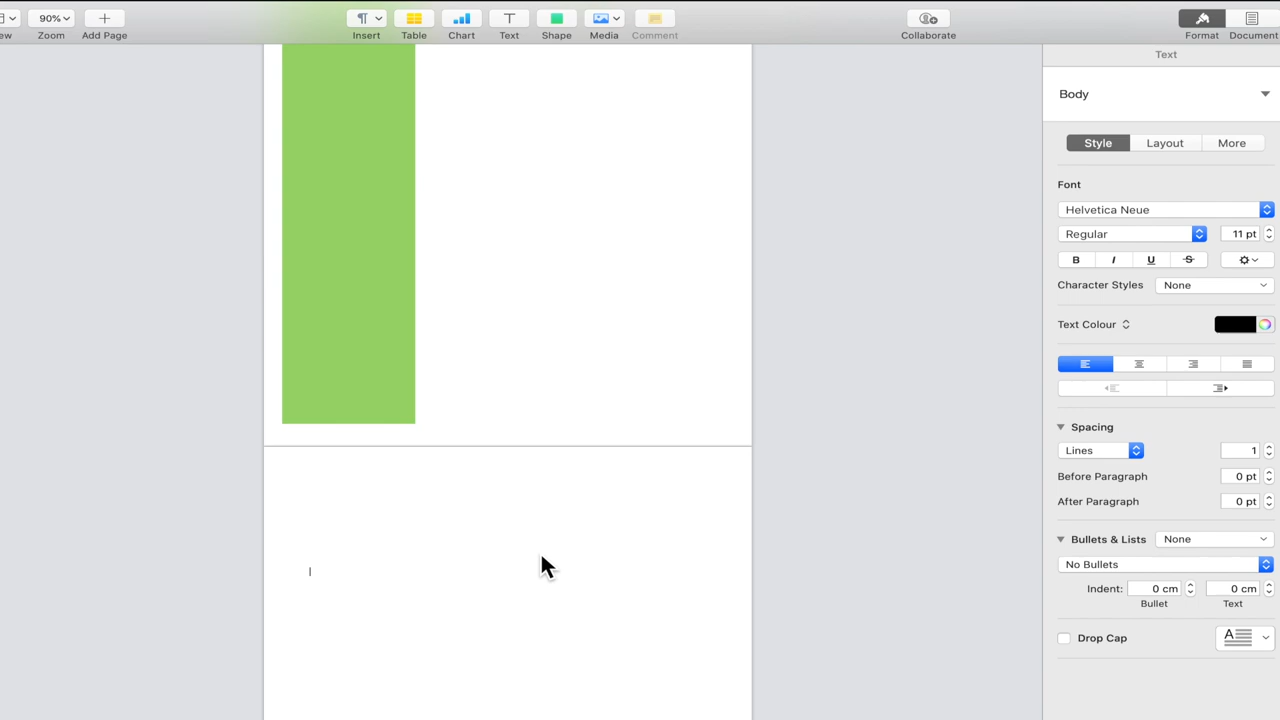 90%
ew Zoom Add Page Insert Table Chart Text Shape Media Comment Collaborate Format Document
Text
Body
Style Layout More
Font
Helvetica Neue
Regular 11 pt
B I U S
Character Styles None
Text Colour
Spacing
Lines 1
Before Paragraph 0 pt
After Paragraph 0 pt
Bullets & Lists None
No Bullets
Indent: 0 cm 0 cm
Bullet Text
Drop Cap A